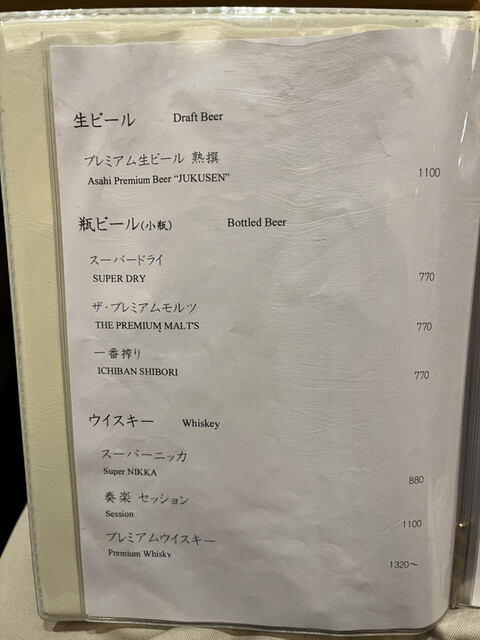 生ビール Draft Beer
プレミアム生ビール 熟撰
Asahi Premium Beer “JUKUSEN” 1100
瓶ビール(小瓶) Bottled Beer
スーパードライ
SUPER DRY 770
ザ・プレミアムモルツ
THE PREMIUM MALT'S 770
一番搾り
ICHIBAN SHIBORI 770
ウイスキー Whiskey
スーパーニッカ
Super NIKKA 880
奏楽 セッション
Session 1100
プレミアムウイスキー
Premium Whisky 1320～